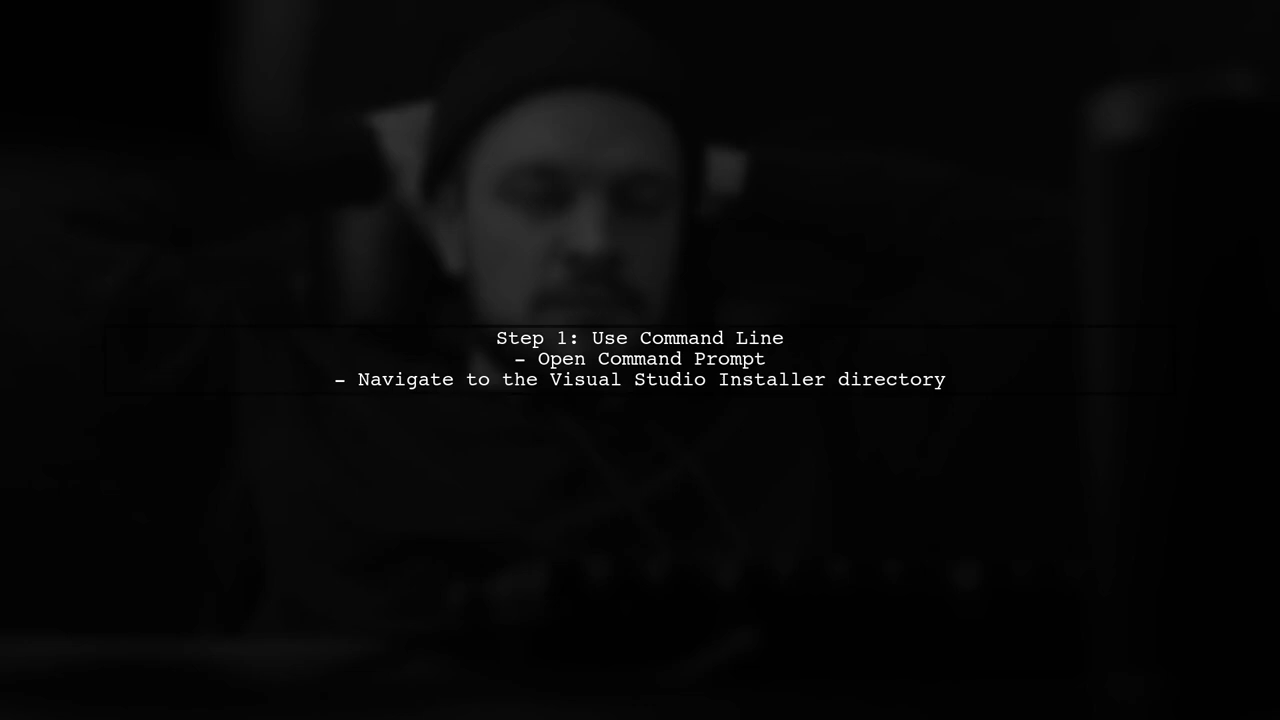 Step 1: Use Command Line
– Open Command Prompt
– Navigate to the Visual Studio Installer directory